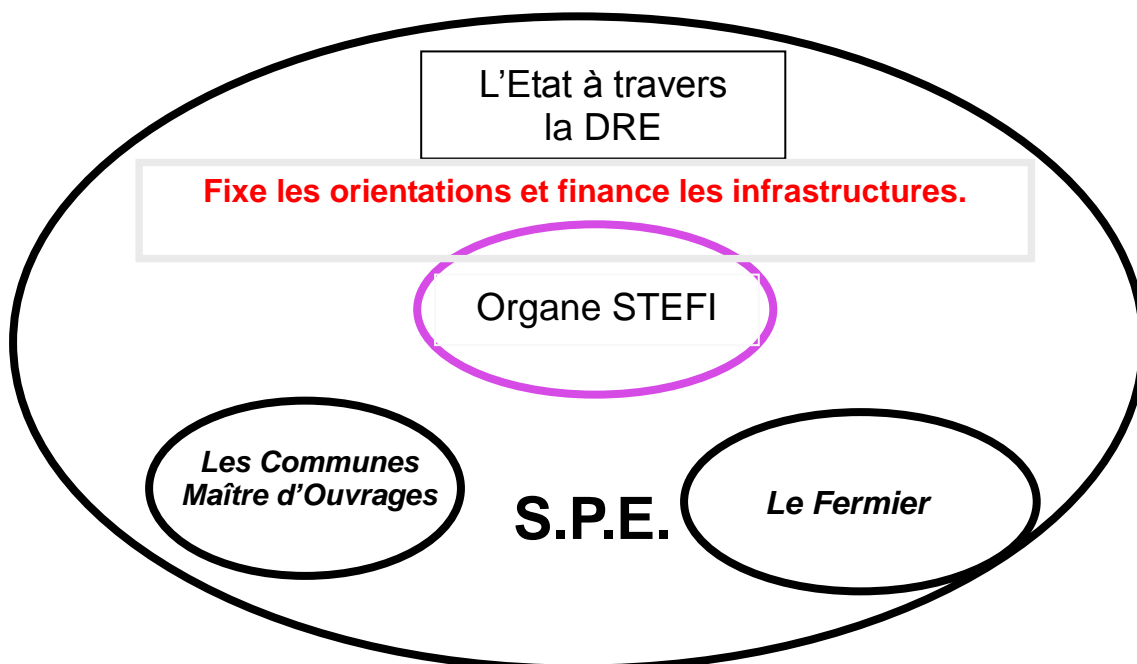 L'Etat à travers
la DRE
Fixe les orientations et finance les infrastructures.
Organe STEFI
Les Communes
Maître d'Ouvrages
S.P.E.
Le Fermier